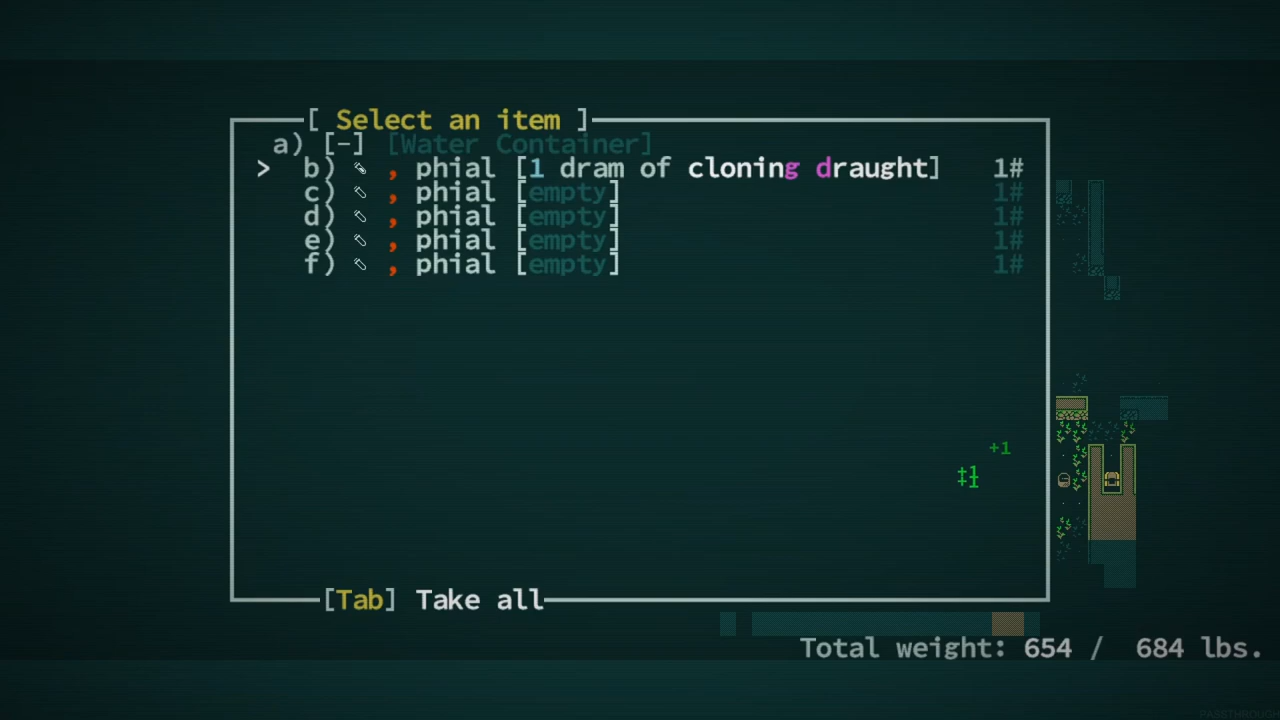 [ Select an item ]
a) [-] [Water Container]
> b) , phial [1 dram of cloning draught] 1#
c) , phial [empty] 1#
d) , phial [empty] 1#
e) , phial [empty] 1#
f) , phial [empty] 1#
+1
‡1
[Tab] Take all
Total weight: 654 / 684 lbs.